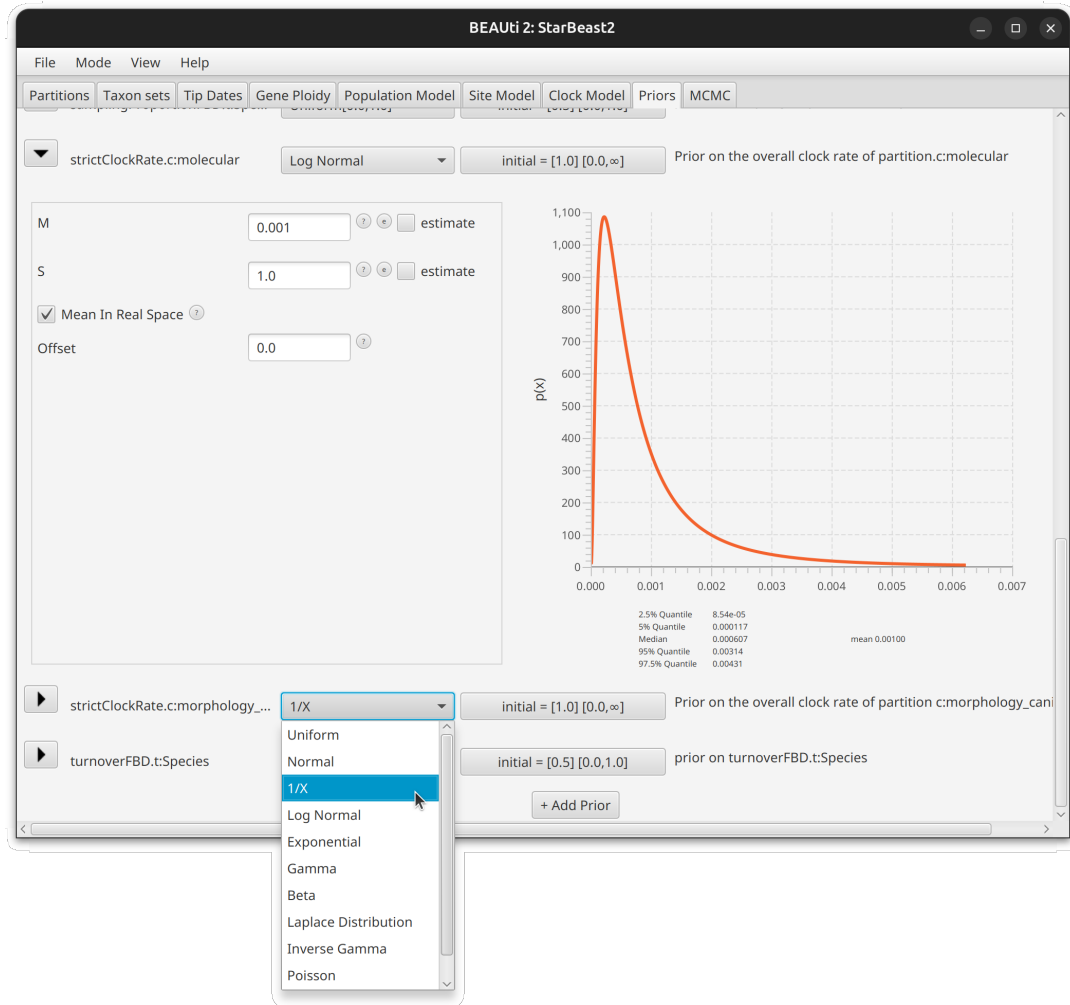 BEAUti 2: StarBeast2
File Mode View Help
Partitions Taxon sets Tip Dates Gene Ploidy Population Model Site Model Clock Model Priors MCMC
strictClockRate.c:molecular Log Normal initial = [1.0] [0.0,∞] Prior on the overall clock rate of partition.c:molecular
M 0.001 ? e estimate
S 1.0 ? e estimate
Mean In Real Space ?
Offset 0.0 ?
1,100
1,000
900
800
700
600
500
400
300
200
100
0
p(x)
0.000 0.001 0.002 0.003 0.004 0.005 0.006 0.007
2.5% Quantile 8.54e-05
5% Quantile 0.000117
Median 0.000607 mean 0.00100
95% Quantile 0.00314
97.5% Quantile 0.00431
strictClockRate.c:morphology_... 1/X initial = [1.0] [0.0,∞] Prior on the overall clock rate of partition c:morphology_cani
turnoverFBD.t:Species initial = [0.5] [0.0,1.0] prior on turnoverFBD.t:Species
+ Add Prior
Uniform
Normal
1/X
Log Normal
Exponential
Gamma
Beta
Laplace Distribution
Inverse Gamma
Poisson